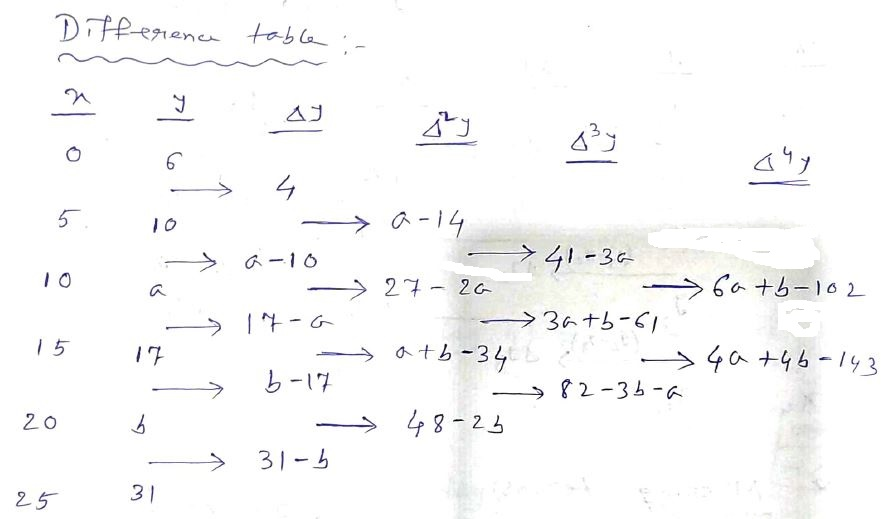 Difference table :-
x y Δy Δ²y Δ³y Δ⁴y
0 6
→ 4
5 10 → a-14
→ a-10 → 41-3a
10 a → 27-2a → 6a+b-102
→ 17-a → 3a+b-61
15 17 → a+b-34 → 4a+4b-143
→ b-17 → 82-3b-a
20 b → 48-2b
→ 31-b
25 31